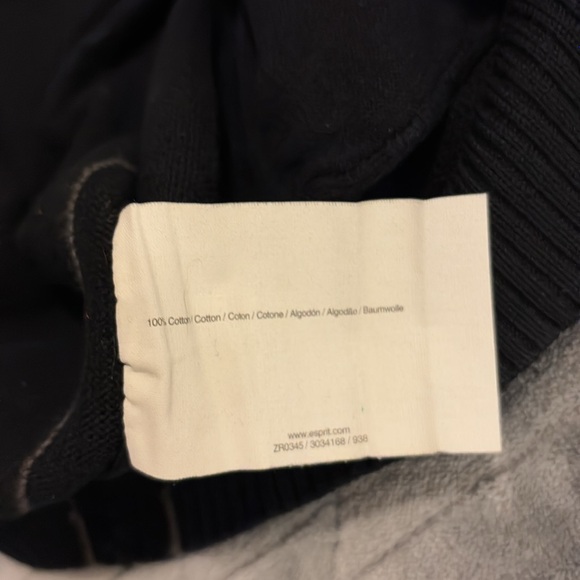 100% Cotton / Cotton / Coton / Cotone / Algodón / Algodão / Baumwolle
www.esprit.com
ZR0345 / 3034168 / 936